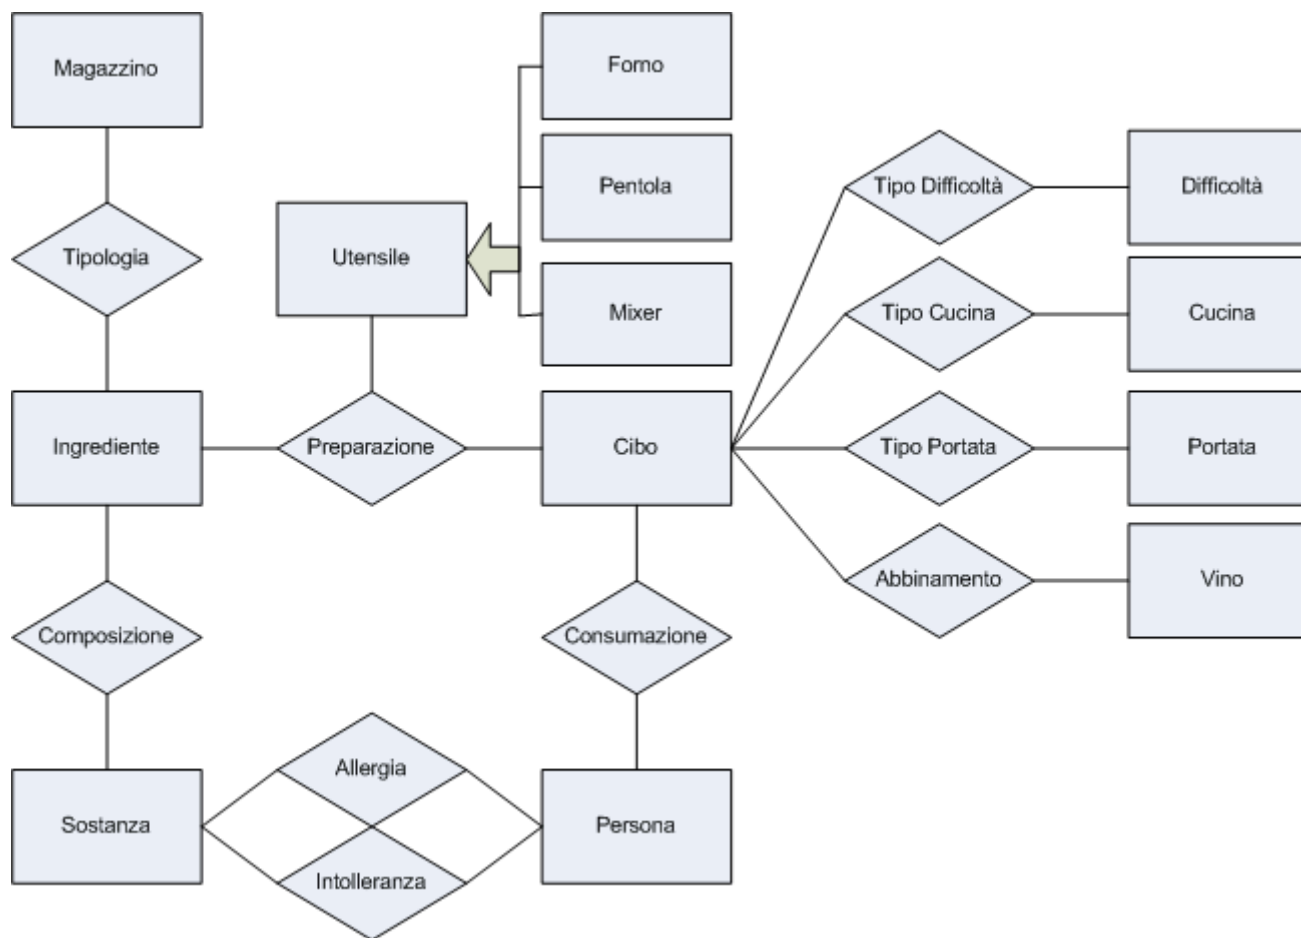 Magazzino
Forno
Tipo Difficoltà
Difficoltà
Pentola
Tipologia
Utensile
Mixer
Tipo Cucina
Cucina
Ingrediente
Preparazione
Cibo
Tipo Portata
Portata
Abbinamento
Vino
Composizione
Consumazione
Allergia
Sostanza
Persona
Intolleranza